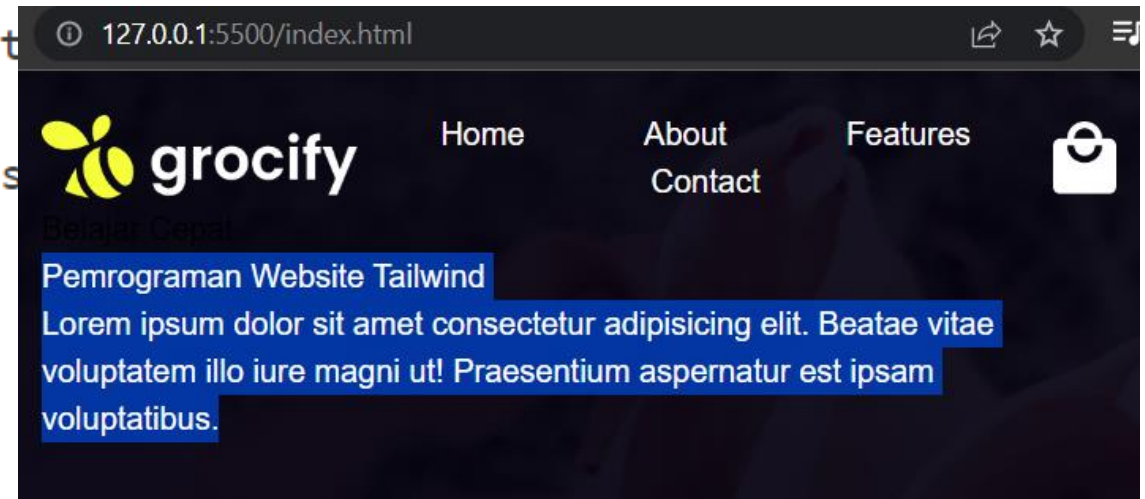 t
127.0.0.1:5500/index.html
s
grocify
Home About Features
Contact
Belajar Cepat
Pemrograman Website Tailwind
Lorem ipsum dolor sit amet consectetur adipisicing elit. Beatae vitae
voluptatem illo iure magni ut! Praesentium aspernatur est ipsam
voluptatibus.